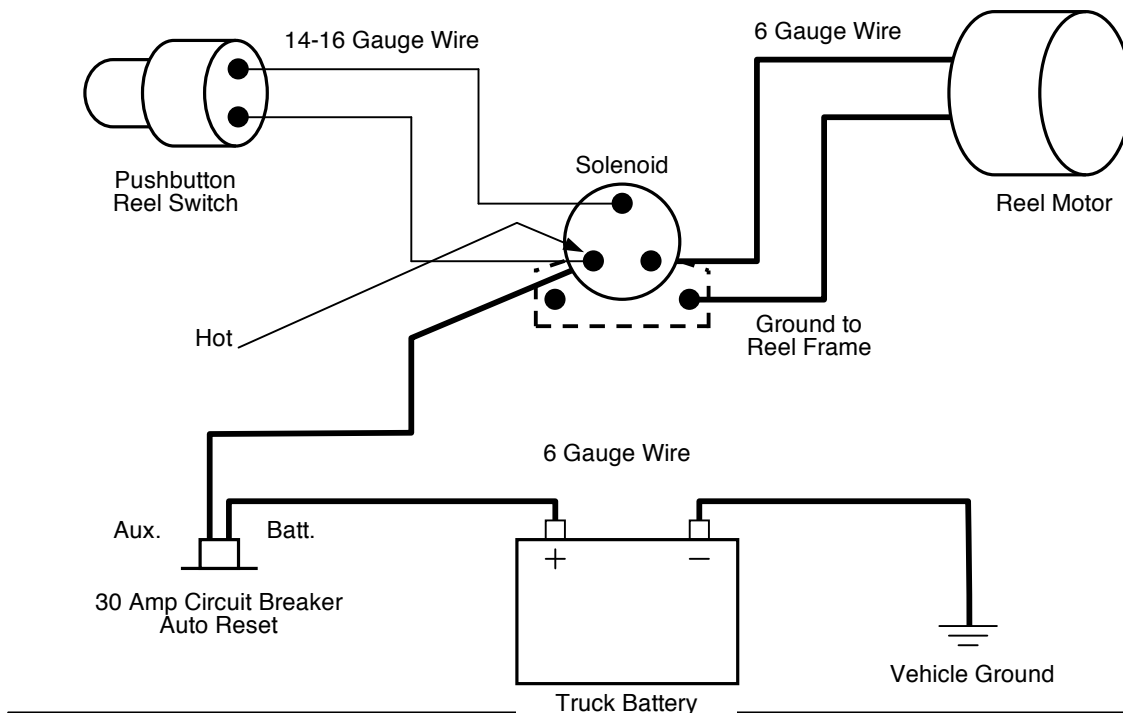 14-16 Gauge Wire
6 Gauge Wire
Pushbutton
Reel Switch
Solenoid
Reel Motor
Hot
Ground to
Reel Frame
6 Gauge Wire
Aux.
Batt.
+
−
30 Amp Circuit Breaker
Auto Reset
Vehicle Ground
Truck Battery